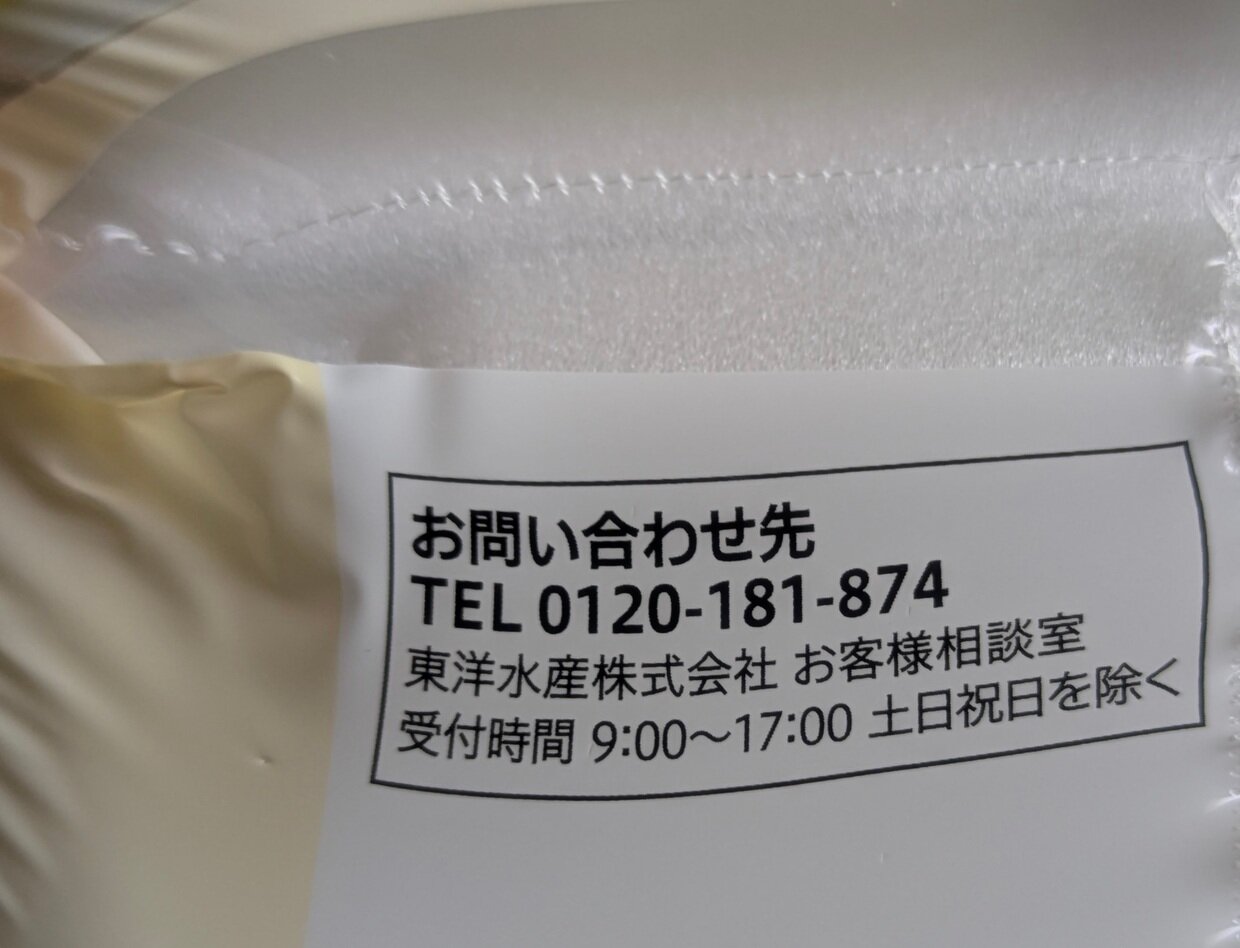 お問い合わせ先
TEL 0120-181-874
東洋水産株式会社 お客様相談室
受付時間 9:00～17:00 土日祝日を除く